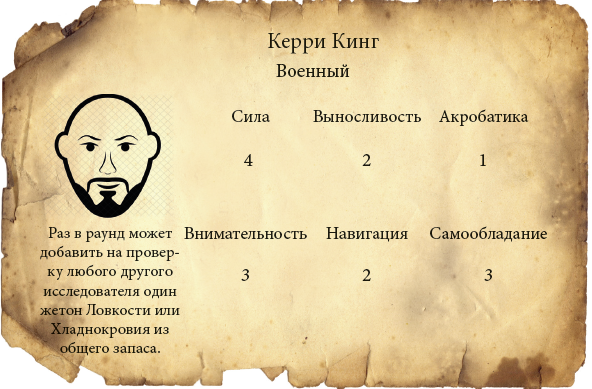 Керри Кинг
Военный
Сила Выносливость Акробатика
4 2 1
Внимательность Навигация Самообладание
3 2 3
Раз в раунд может
добавить на провер-
ку любого другого
исследователя один
жетон Ловкости или
Хладнокровия из
общего запаса.